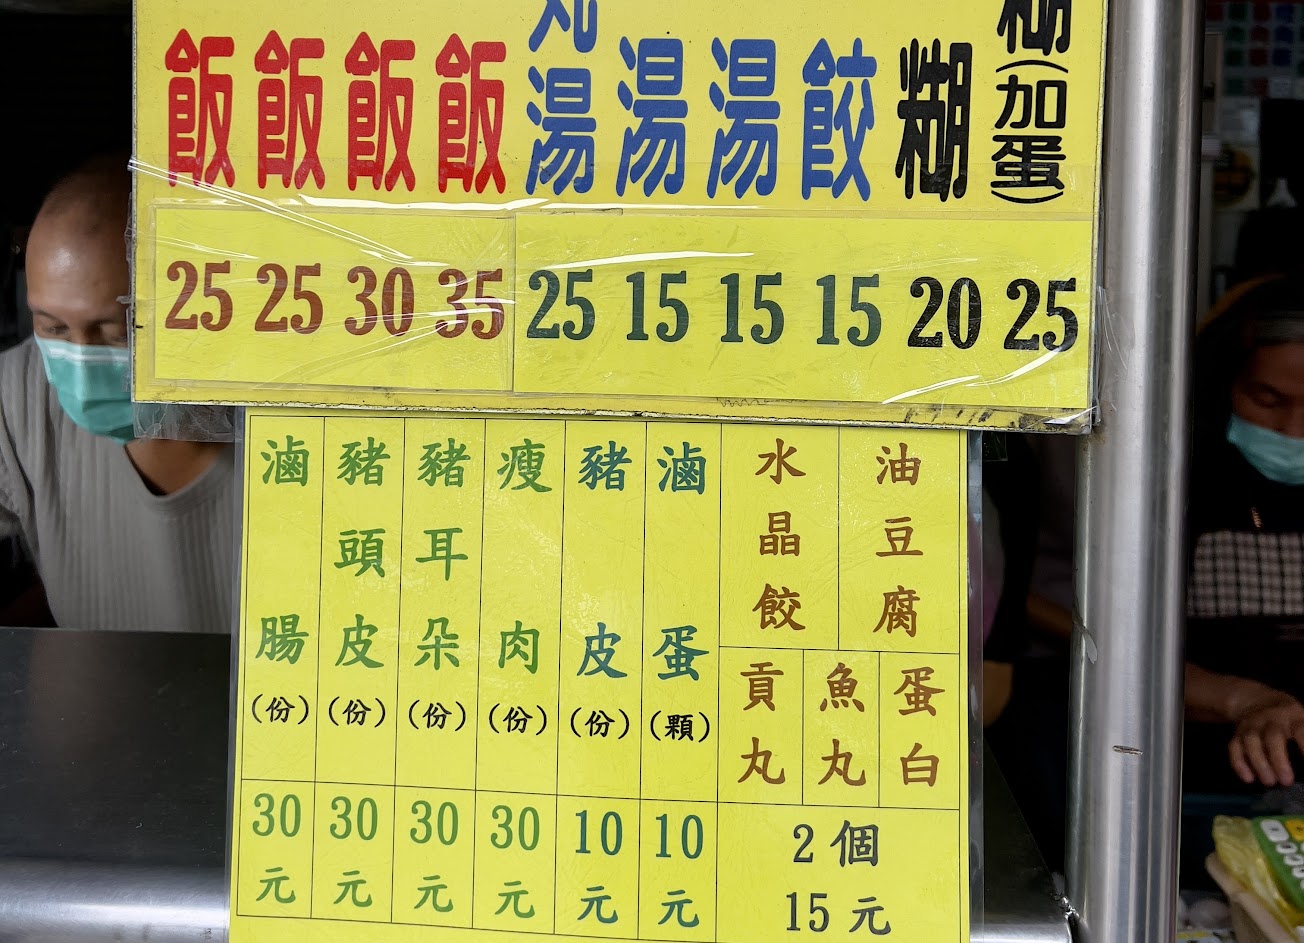 飯
飯
飯
飯
丸湯
湯
湯
餃
糊
糊(加蛋)
25 25 30 35 25 15 15 15 20 25
滷腸(份)
豬頭皮(份)
豬耳朵(份)
瘦肉(份)
豬皮(份)
滷蛋(顆)
水晶餃
油豆腐
貢丸
魚丸
蛋白
30元
30元
30元
30元
10元
10元
2個
15元